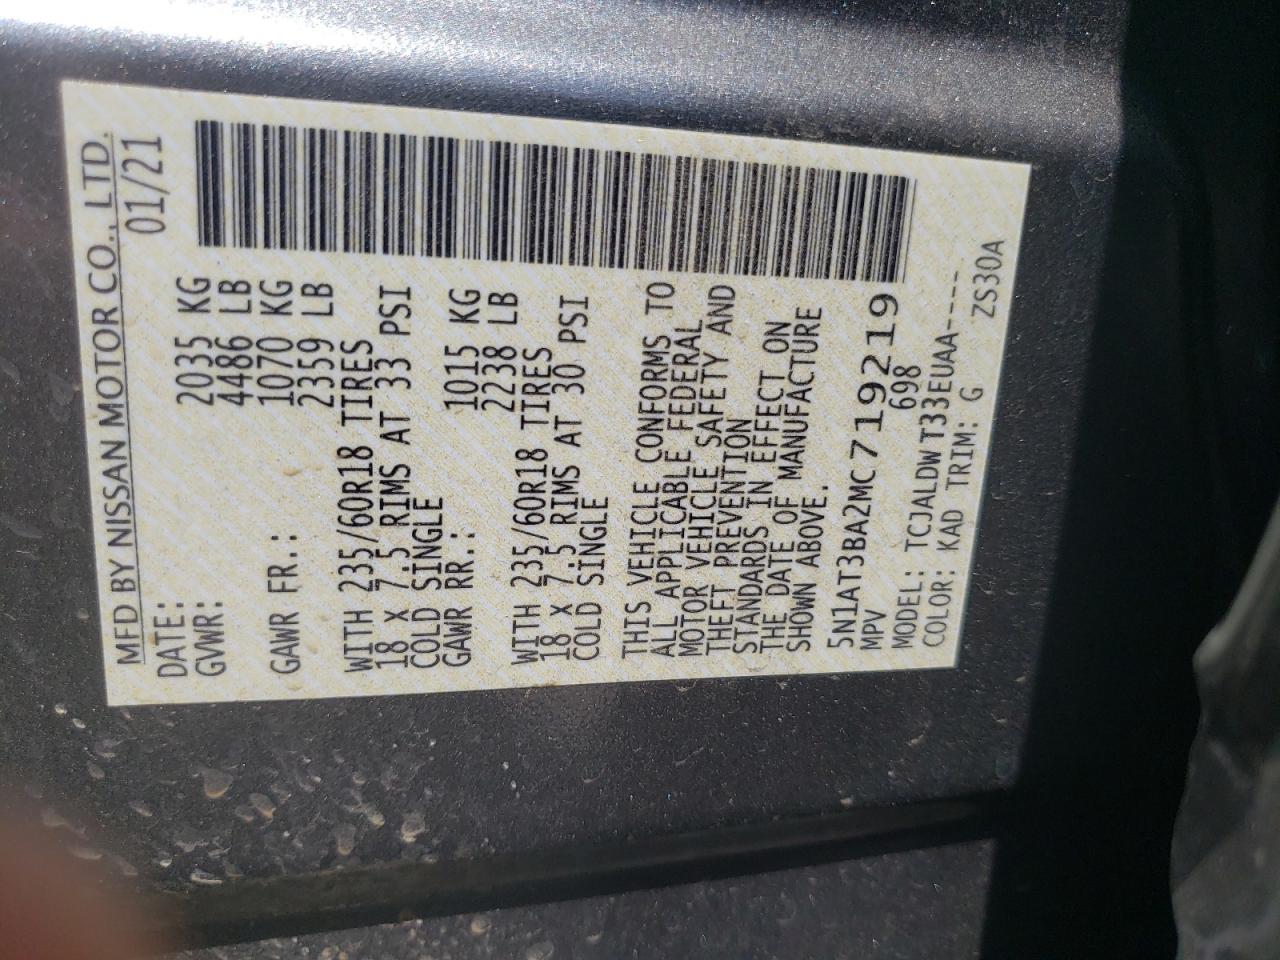 MFD BY NISSAN MOTOR CO., LTD.
DATE: 01/21
GVWR: 2035 KG
4486 LB
GAWR FR.: 1070 KG
2359 LB
WITH 235/60R18 TIRES
18 X 7.5 RIMS AT 33 PSI
COLD SINGLE
GAWR RR.: 1015 KG
2238 LB
WITH 235/60R18 TIRES
18 X 7.5 RIMS AT 30 PSI
COLD SINGLE
THIS VEHICLE CONFORMS TO
ALL APPLICABLE FEDERAL
MOTOR VEHICLE SAFETY AND
THEFT PREVENTION
STANDARDS IN EFFECT ON
THE DATE OF MANUFACTURE
SHOWN ABOVE.
5N1AT3BA2MC719219
MPV 698
MODEL: TCJALDW T33EUAA-----
COLOR: KAD TRIM: G ZS30A